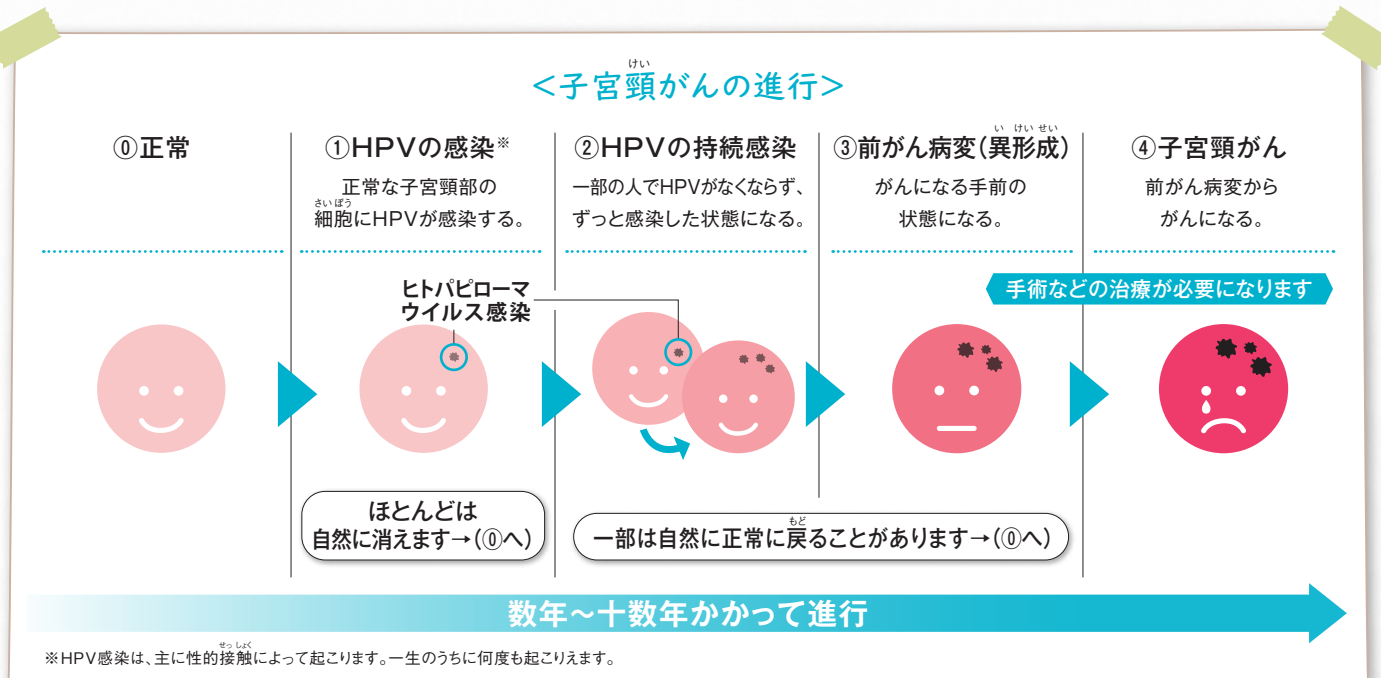 <子宮頸がんの進行>
けい
⓪正常
①HPVの感染※
正常な子宮頸部の
細胞にHPVが感染する。
さいぼう
②HPVの持続感染
一部の人でHPVがなくならず、
ずっと感染した状態になる。
③前がん病変(異形成)
い けい せい
がんになる手前の
状態になる。
④子宮頸がん
前がん病変から
がんになる。
手術などの治療が必要になります
ヒトパピローマ
ウイルス感染
ほとんどは
自然に消えます→(⓪へ)
一部は自然に正常に戻ることがあります→(⓪へ)
もど
数年〜十数年かかって進行
※HPV感染は、主に性的接触によって起こります。一生のうちに何度も起こりえます。
せっしょく